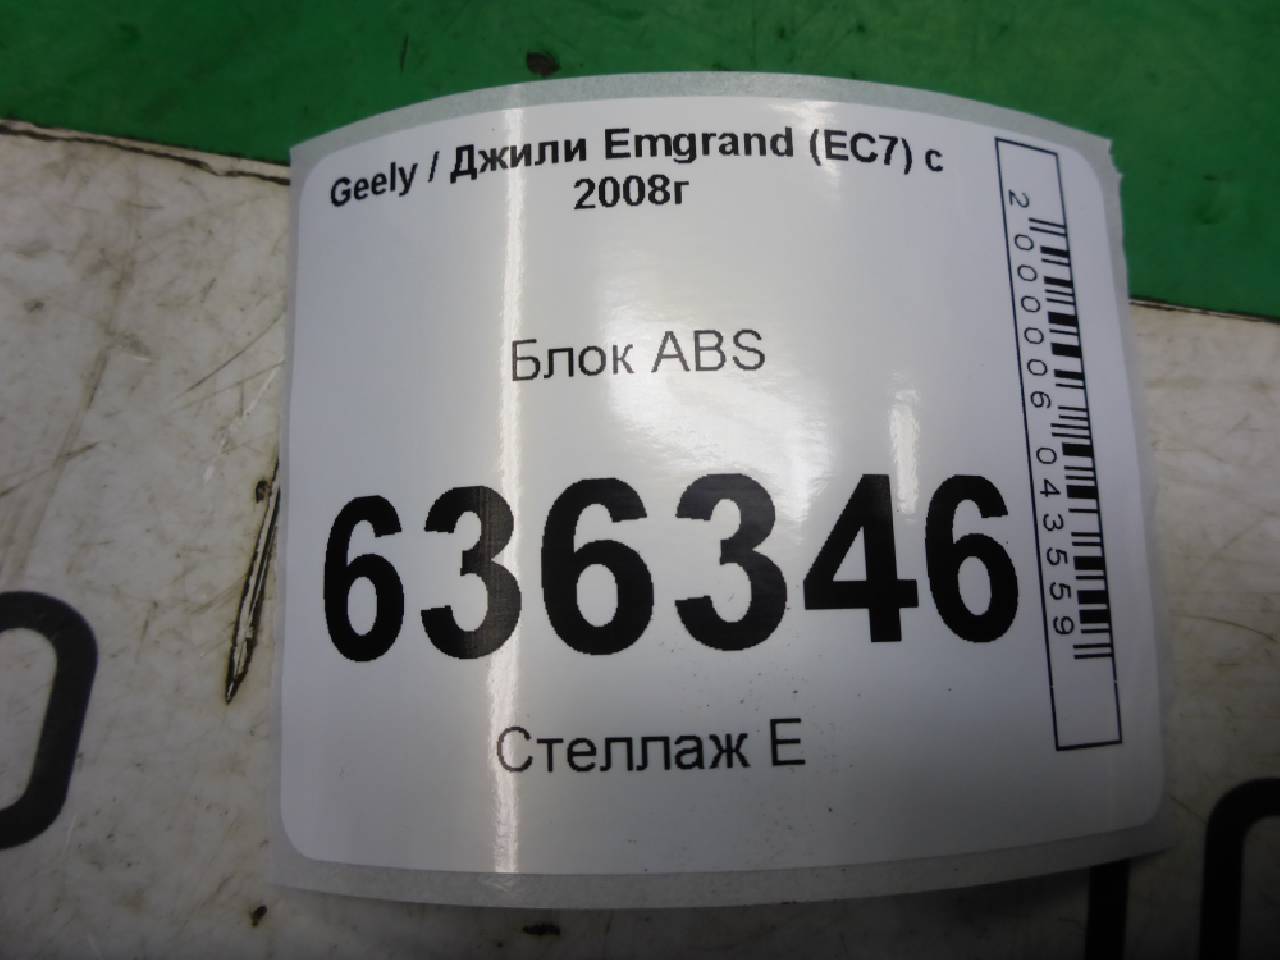 Geely / Джили Emgrand (EC7) с
2008г
Блок ABS
636346
Стеллаж E
2000006043559